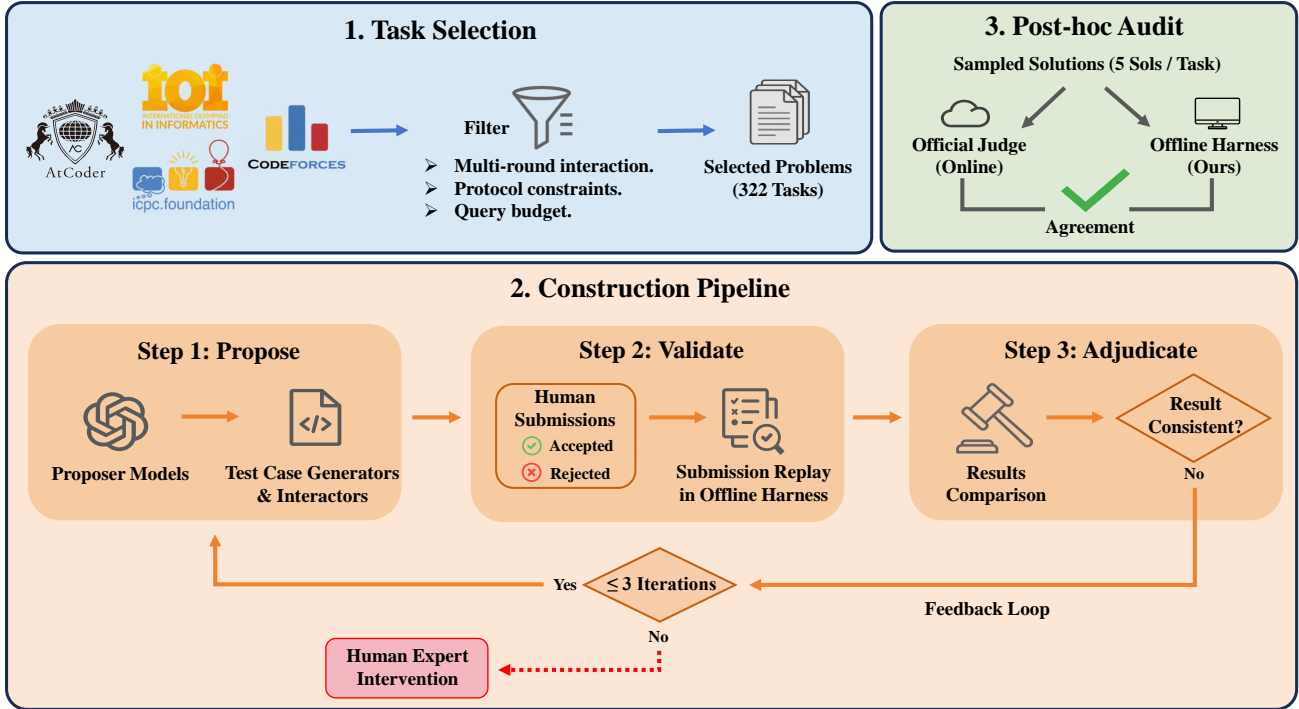 1. Task Selection
AC
AtCoder
ioi
INTERNATIONAL OLYMPIAD
IN INFORMATICS
icpc.foundation
CODEFORCES
Filter
➢ Multi-round interaction.
➢ Protocol constraints.
➢ Query budget.
Selected Problems
(322 Tasks)
3. Post-hoc Audit
Sampled Solutions (5 Sols / Task)
Official Judge
(Online)
Offline Harness
(Ours)
Agreement
2. Construction Pipeline
Step 1: Propose
Proposer Models
</>
Test Case Generators
& Interactors
Step 2: Validate
Human
Submissions
Accepted
Rejected
Submission Replay
in Offline Harness
Step 3: Adjudicate
Results
Comparison
Result
Consistent?
No
Feedback Loop
≤ 3 Iterations
Yes
No
Human Expert
Intervention